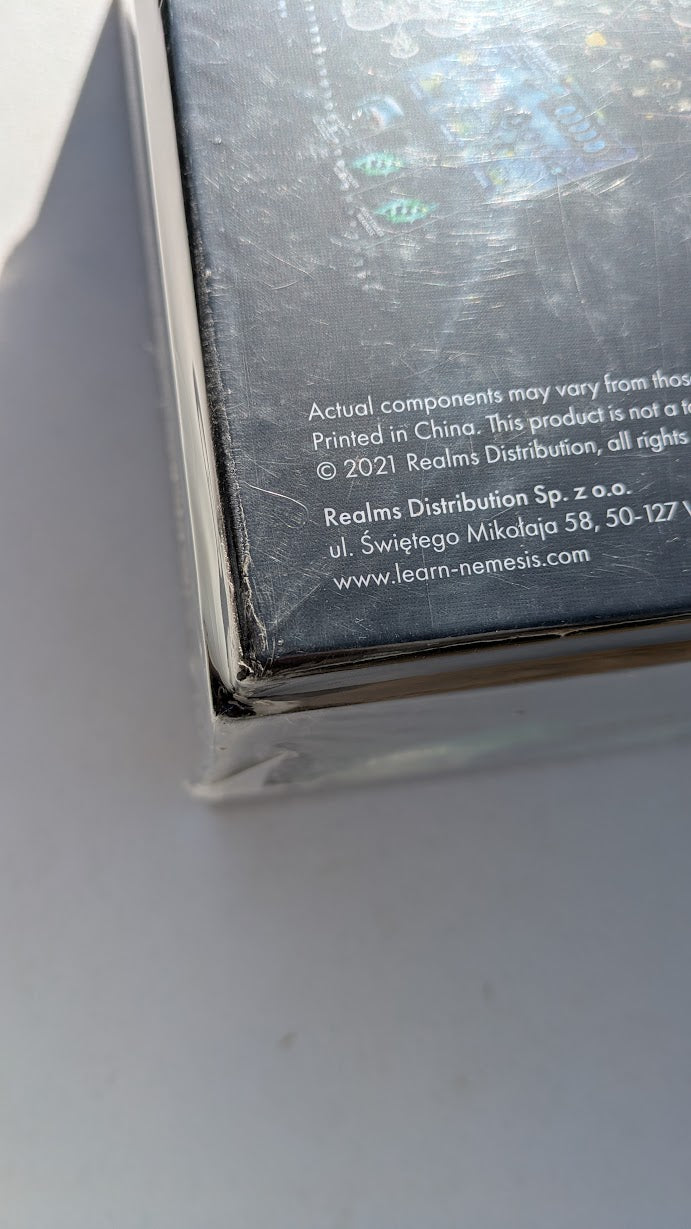 Actual components may vary from those
Printed in China. This product is not a
© 2021 Realms Distribution, all rights
Realms Distribution Sp. z o.o.
ul. Świętego Mikołaja 58, 50-127
www.learn-nemesis.com